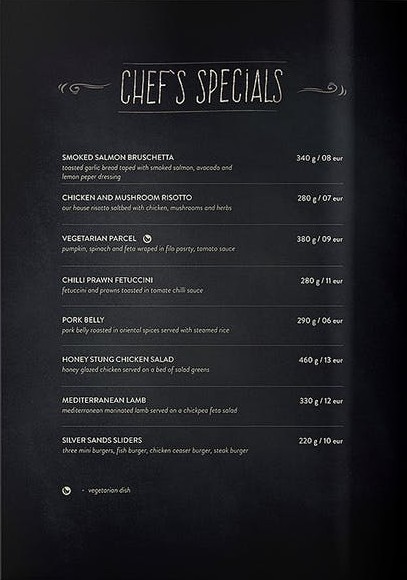 CHEF'S SPECIALS
SMOKED SALMON BRUSCHETTA 340 g / 08 eur
toasted garlic bread toped with smoked salmon, avocado and
lemon peper dressing
CHICKEN AND MUSHROOM RISOTTO 280 g / 07 eur
our house risotto saltbed with chicken, mushrooms and herbs
VEGETARIAN PARCEL 380 g / 09 eur
pumpkin, spinach and feta wraped in filo pasrty, tomato sauce
CHILLI PRAWN FETUCCINI 280 g / 11 eur
fetuccini and prawns toasted in tomate chilli sauce
PORK BELLY 290 g / 06 eur
pork belly roasted in oriental spices served with steamed rice
HONEY STUNG CHICKEN SALAD 460 g / 13 eur
honey glazed chicken served on a bed of salad greens
MEDITERRANEAN LAMB 330 g / 12 eur
mediterranean marinated lamb served on a chickpea feta salad
SILVER SANDS SLIDERS 220 g / 10 eur
three mini burgers, fish burger, chicken ceaser burger, steak burger
- vegetarian dish